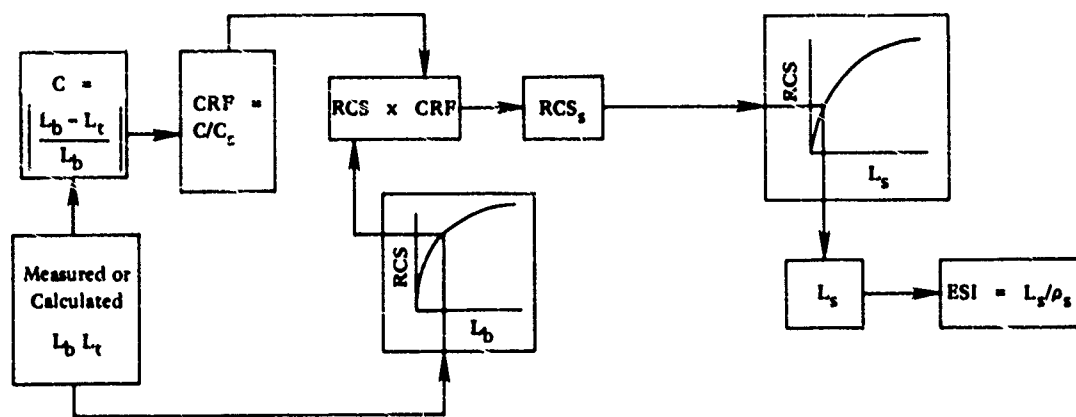 C =
| L_b - L_t |
L_b
CRF =
C/C_s
RCS x CRF
RCS_s
RCS
L_s
Measured or
Calculated
L_b L_t
RCS
L_b
L_s
ESI = L_s/ρ_s